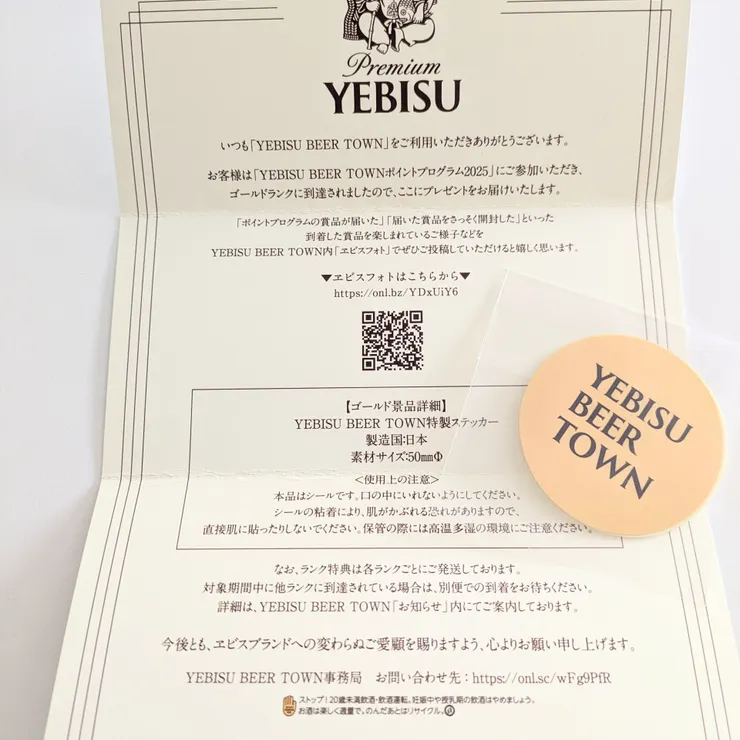 Premium
YEBISU
いつも「YEBISU BEER TOWN」をご利用いただきありがとうございます。
お客様は「YEBISU BEER TOWNポイントプログラム2025」にご参加いただき、
ゴールドランクに到達されましたので、ここにプレゼントをお届けいたします。
「ポイントプログラムの賞品が届いた」「届いた賞品をさっそく開封した」といった
到着した賞品を楽しまれているご様子などを
YEBISU BEER TOWN内「ヱビスフォト」でぜひご投稿していただけると嬉しく思います。
▼ヱビスフォトはこちらから▼
https://onl.bz/YDxUiY6
【ゴールド景品詳細】
YEBISU BEER TOWN特製ステッカー
製造国:日本
素材サイズ:50mmΦ
<使用上の注意>
本品はシールです。口の中にいれないようにしてください。
シールの粘着により、肌がかぶれる恐れがありますので、
直接肌に貼ったりしないでください。保管の際には高温多湿の環境にご注意ください。
YEBISU
BEER
TOWN
なお、ランク特典は各ランクごとにご発送しております。
対象期間中に他ランクに到達されている場合は、別便での到着をお待ちください。
詳細は、YEBISU BEER TOWN「お知らせ」内にてご案内しております。
今後とも、ヱビスブランドへの変わらぬご愛顧を賜りますよう、心よりお願い申し上げます。
YEBISU BEER TOWN事務局 お問い合わせ先：https://onl.sc/wFg9PfR
ストップ！20歳未満飲酒・飲酒運転。妊娠中や授乳期の飲酒はやめましょう。
お酒は楽しく適量で。のんだあとはリサイクル。